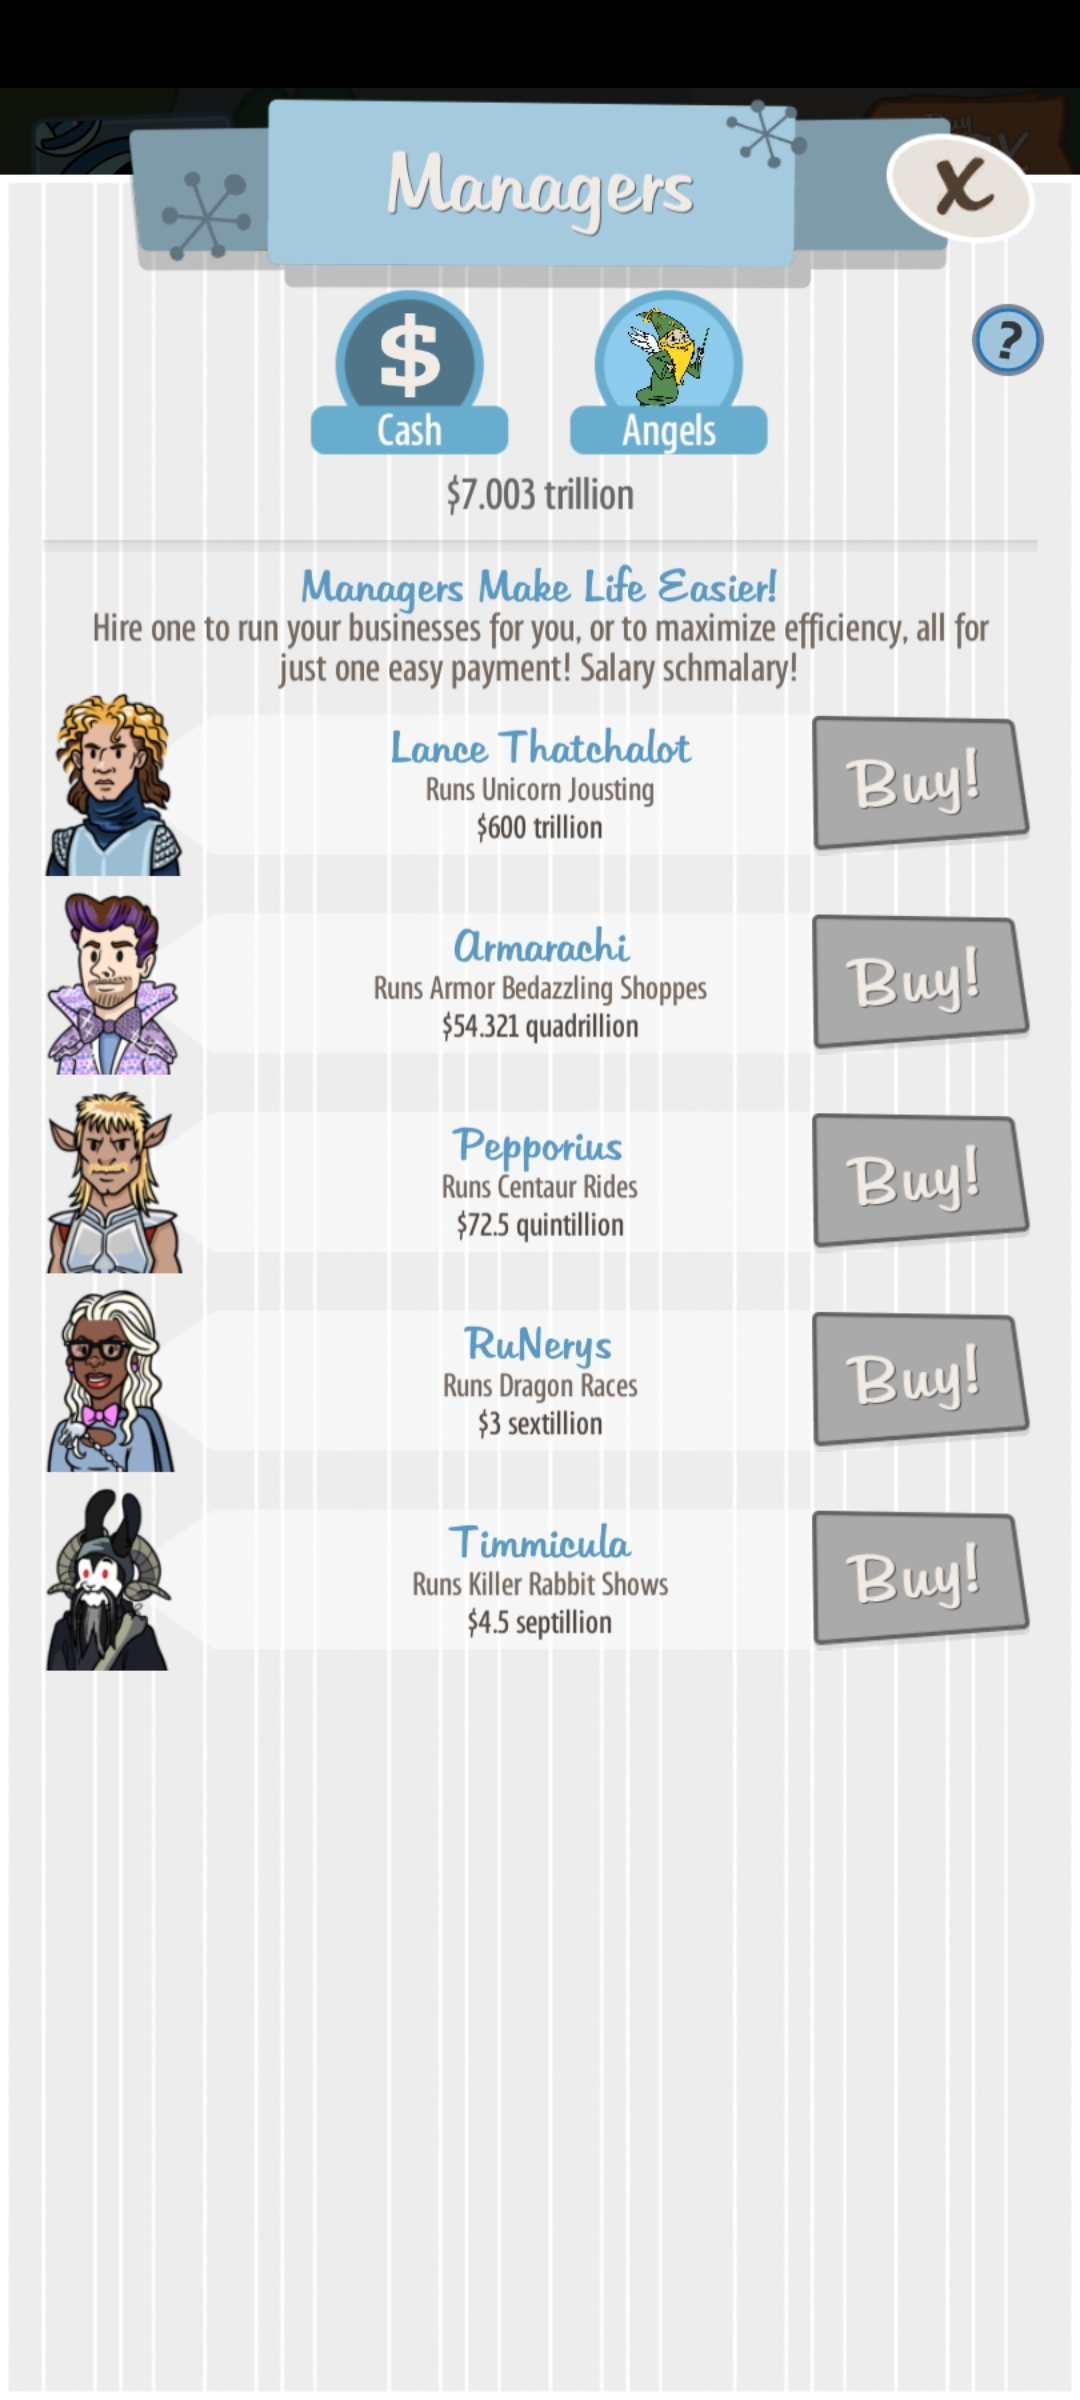 Managers
X
$
Cash
Angels
?
$7.003 trillion
Managers Make Life Easier!
Hire one to run your businesses for you, or to maximize efficiency, all for
just one easy payment! Salary schmalary!
Lance Thatchalot
Runs Unicorn Jousting
$600 trillion
Buy!
Armarachi
Runs Armor Bedazzling Shoppes
$54.321 quadrillion
Buy!
Pepporius
Runs Centaur Rides
$72.5 quintillion
Buy!
RuNerys
Runs Dragon Races
$3 sextillion
Buy!
Timmicula
Runs Killer Rabbit Shows
$4.5 septillion
Buy!